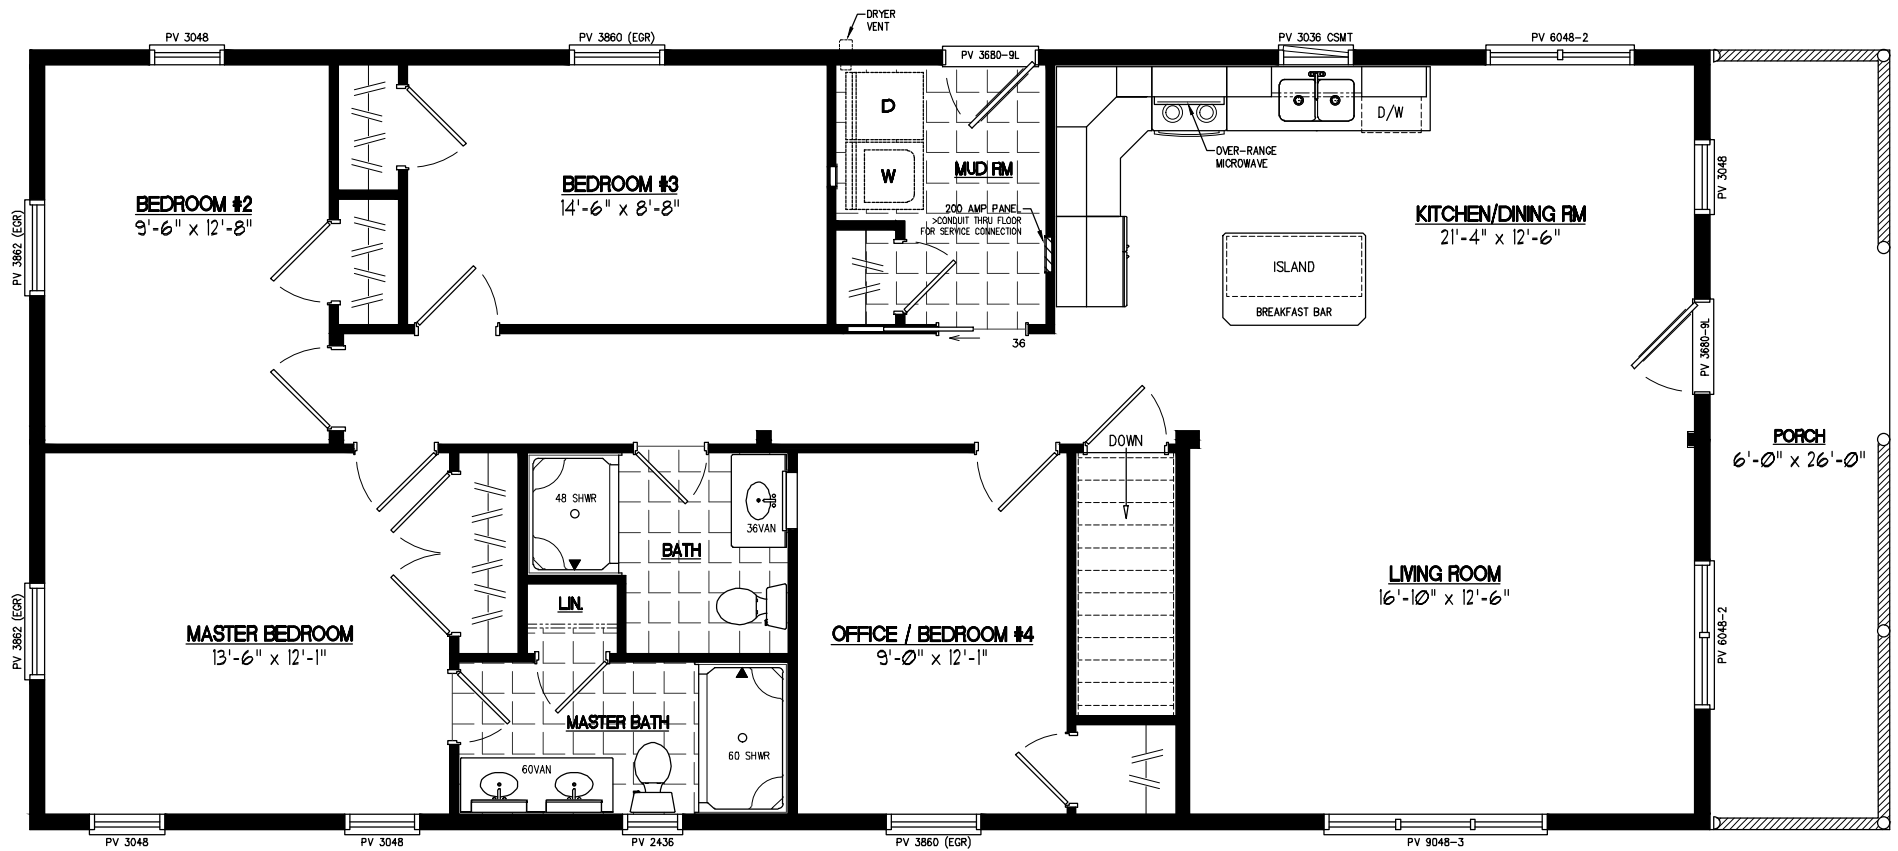 DRYER
VENT
PV 3048
PV 3860 (EGR)
PV 3680-9L
PV 3036 CSMT
PV 6048-2
D
W
MUD RM
200 AMP PANEL
>CONDUIT THRU FLOOR
FOR SERVICE CONNECTION
D/W
OVER-RANGE
MICROWAVE
BEDROOM #2
9'-6" x 12'-8"
BEDROOM #3
14'-6" x 8'-8"
KITCHEN/DINING RM
21'-4" x 12'-6"
PV 3862 (EGR)
PV 3048
ISLAND
BREAKFAST BAR
36
PV 3680-9L
DOWN
PORCH
6'-0" x 26'-0"
48 SHWR
36VAN
BATH
LIN.
MASTER BEDROOM
13'-6" x 12'-1"
OFFICE / BEDROOM #4
9'-0" x 12'-1"
LIVING ROOM
16'-10" x 12'-6"
PV 3862 (EGR)
PV 6048-2
MASTER BATH
60VAN
60 SHWR
PV 3048
PV 3048
PV 2436
PV 3860 (EGR)
PV 9048-3